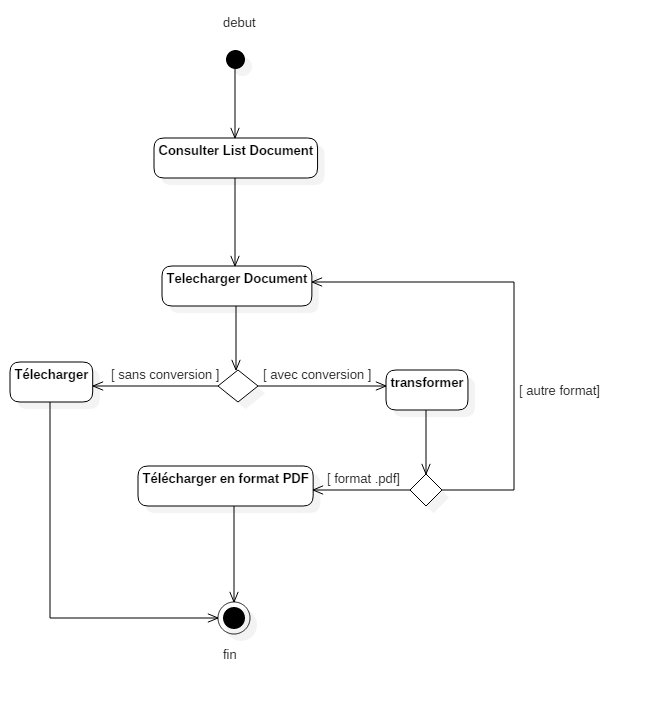 debut
Consulter List Document
Telecharger Document
[ sans conversion ]
[ avec conversion ]
Télecharger
transformer
[ autre format]
Télécharger en format PDF
[ format .pdf]
fin